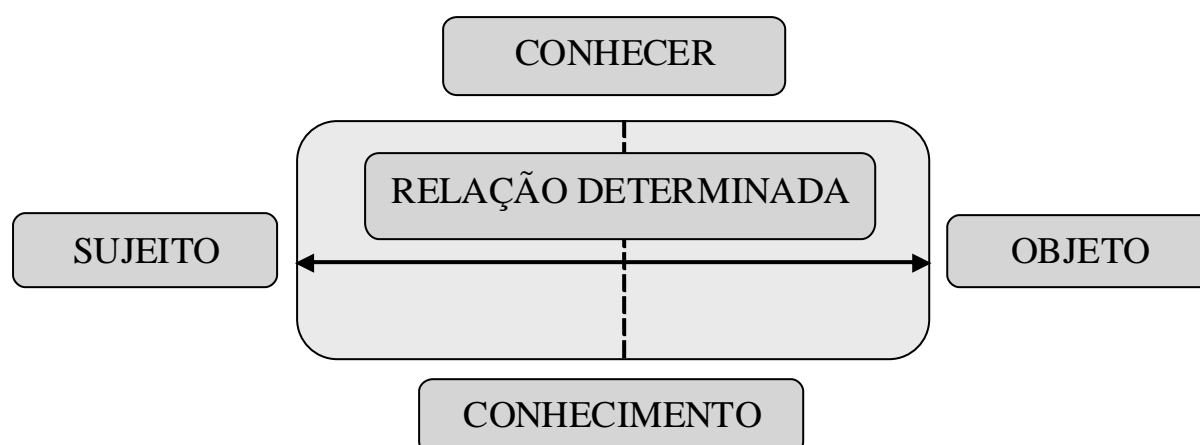 CONHECER
RELAÇÃO DETERMINADA
SUJEITO
OBJETO
CONHECIMENTO